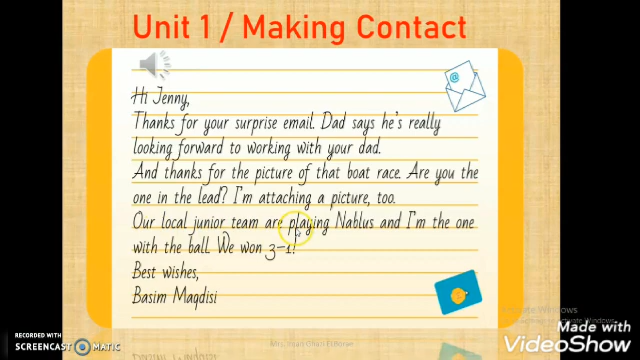 Unit 1 / Making Contact
@
Hi Jenny,
Thanks for your surprise email. Dad says he's really
looking forward to working with your dad.
And thanks for the picture of that boat race. Are you the
one in the lead? I'm attaching a picture, too.
Our local junior team are playing Nablus and I'm the one
with the ball. We won 3–1!
Best wishes,
Basim Maqdisi
RECORDED WITH
SCREENCAST MATIC
Made with
VideoShow